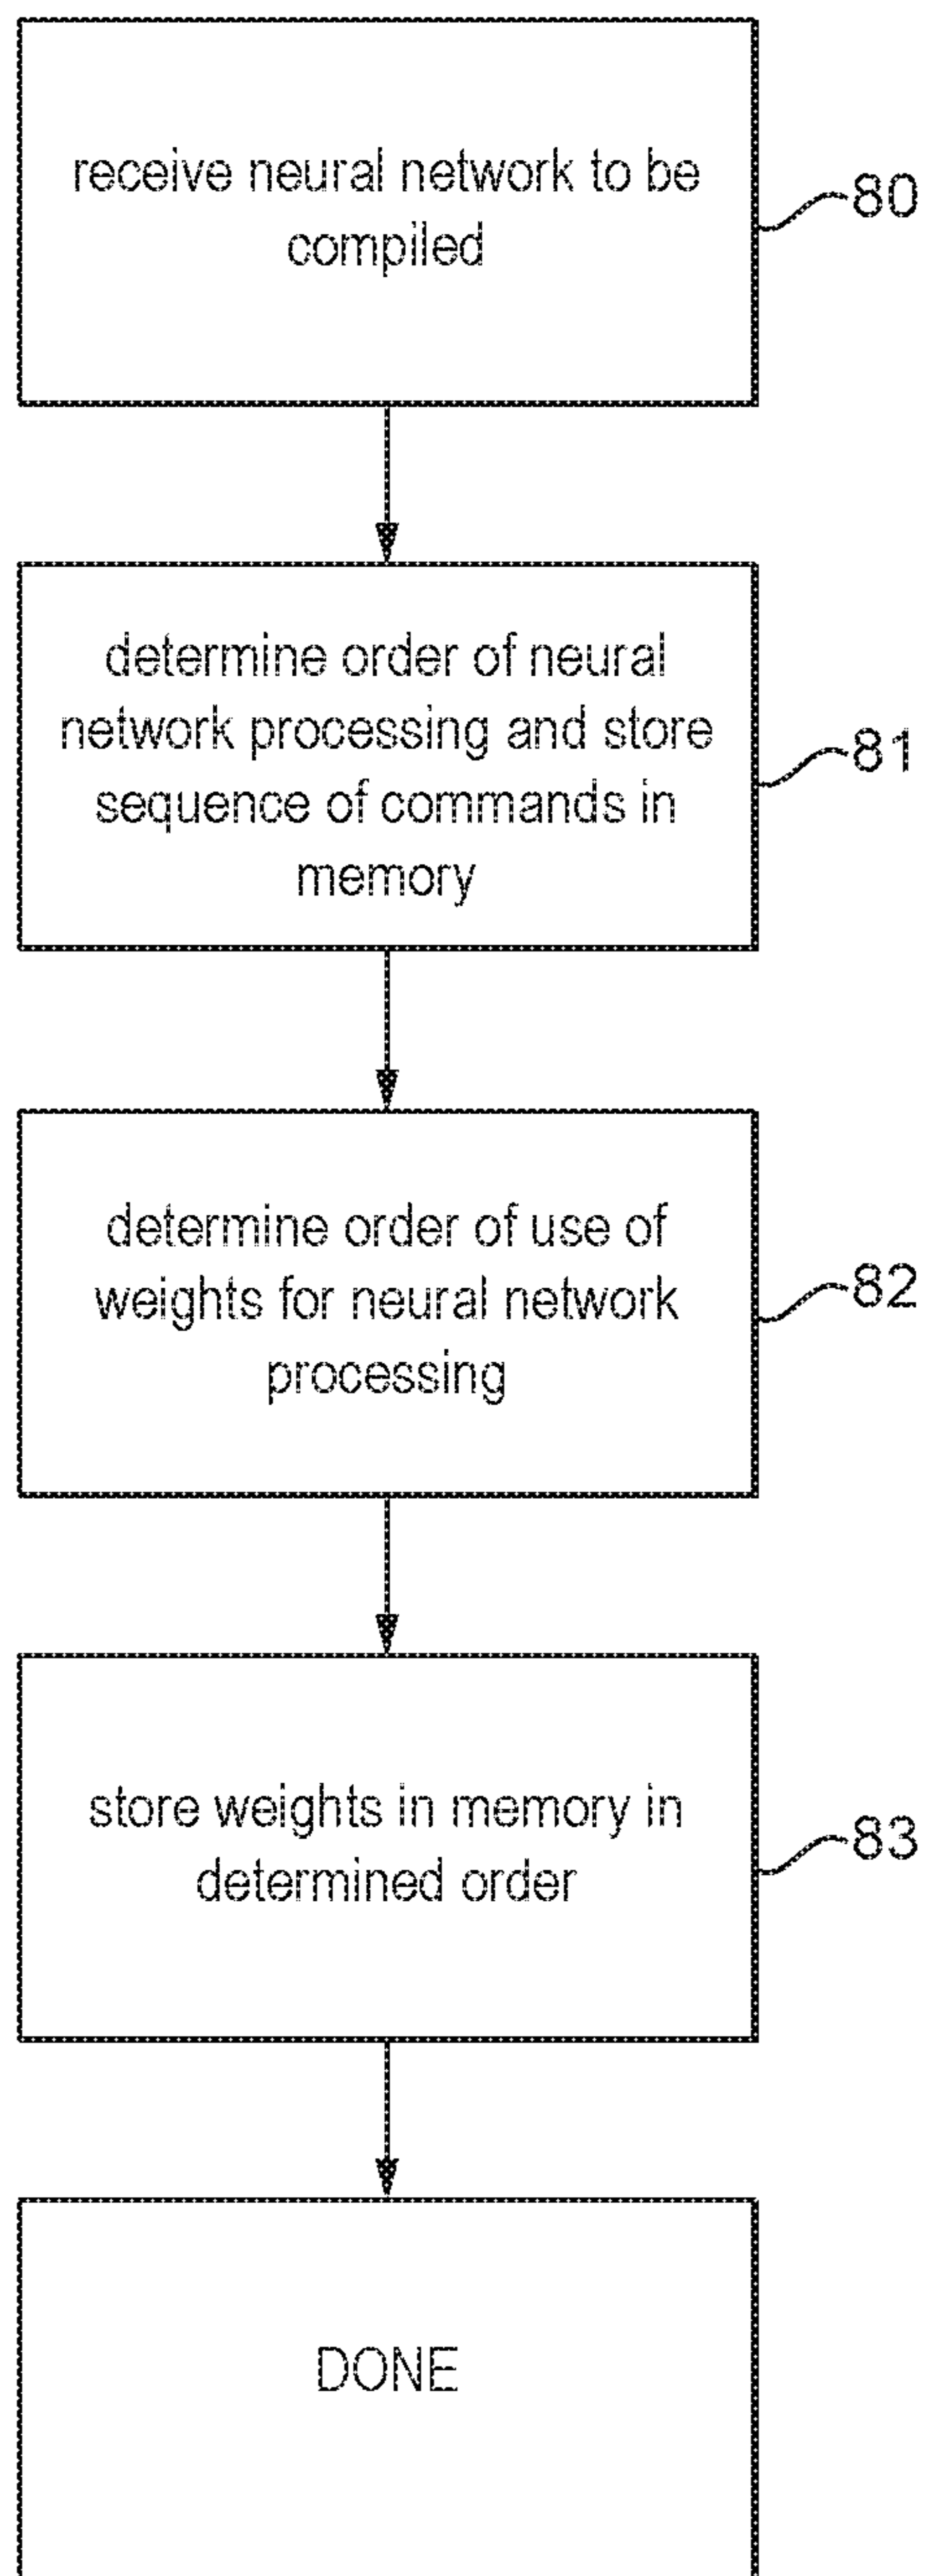 receive neural network to be
compiled
80
determine order of neural
network processing and store
sequence of commands in
memory
81
determine order of use of
weights for neural network
processing
82
store weights in memory in
determined order
83
DONE